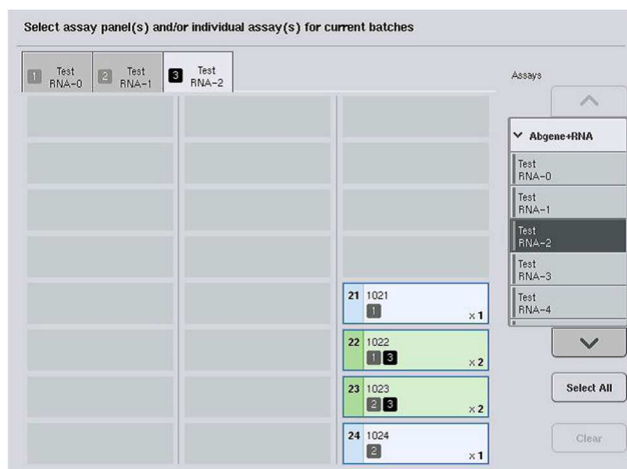 Select assay panel(s) and/or individual assay(s) for current batches
1 Test RNA-0
2 Test RNA-1
3 Test RNA-2
Assays
Abgene+RNA
Test
RNA-0
Test
RNA-1
Test
RNA-2
Test
RNA-3
Test
RNA-4
21 1021
1 x 1
22 1022
1 3 x 2
23 1023
2 3 x 2
24 1024
2 x 1
Select All
Clear